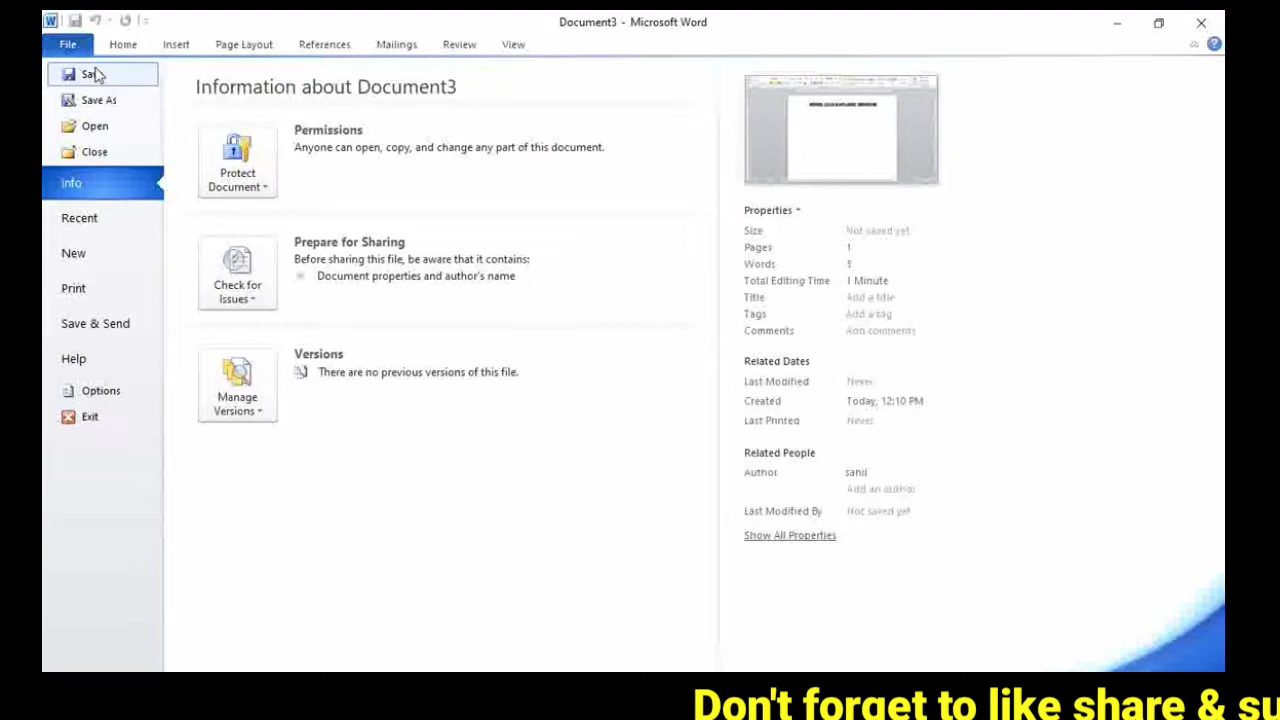 Document3 - Microsoft Word
File Home Insert Page Layout References Mailings Review View
Save
Save As
Open
Close
Info
Recent
New
Print
Save & Send
Help
Options
Exit
Information about Document3
Permissions
Anyone can open, copy, and change any part of this document.
Protect
Document
Prepare for Sharing
Before sharing this file, be aware that it contains:
Document properties and author's name
Check for
Issues
Versions
There are no previous versions of this file.
Manage
Versions
Properties
Size Not saved yet
Pages 1
Words 3
Total Editing Time 1 Minute
Title Add a title
Tags Add a tag
Comments Add comments
Related Dates
Last Modified Never
Created Today, 12:10 PM
Last Printed Never
Related People
Author
Add an author
Last Modified By Not saved yet
Show All Properties
Don't forget to like share & su